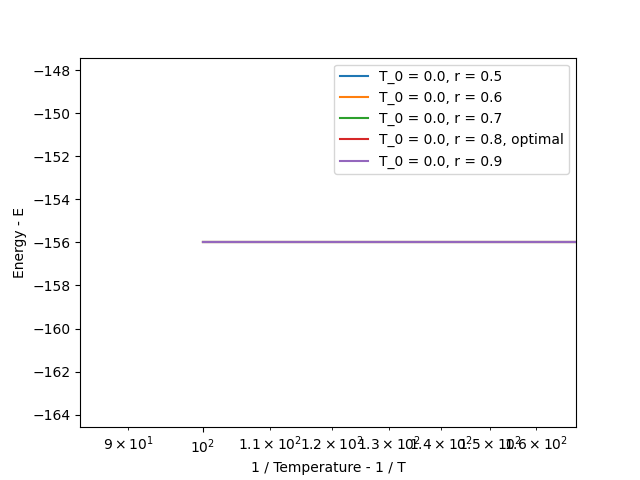 T_0 = 0.0, r = 0.5
T_0 = 0.0, r = 0.6
T_0 = 0.0, r = 0.7
T_0 = 0.0, r = 0.8, optimal
T_0 = 0.0, r = 0.9
Energy - E
−148
−150
−152
−154
−156
−158
−160
−162
−164
9 × 10¹ 10² 1.1 × 10² 1.2 × 10² 1.3 × 10² 1.4 × 10² 1.5 × 10² 1.6 × 10²
1 / Temperature - 1 / T